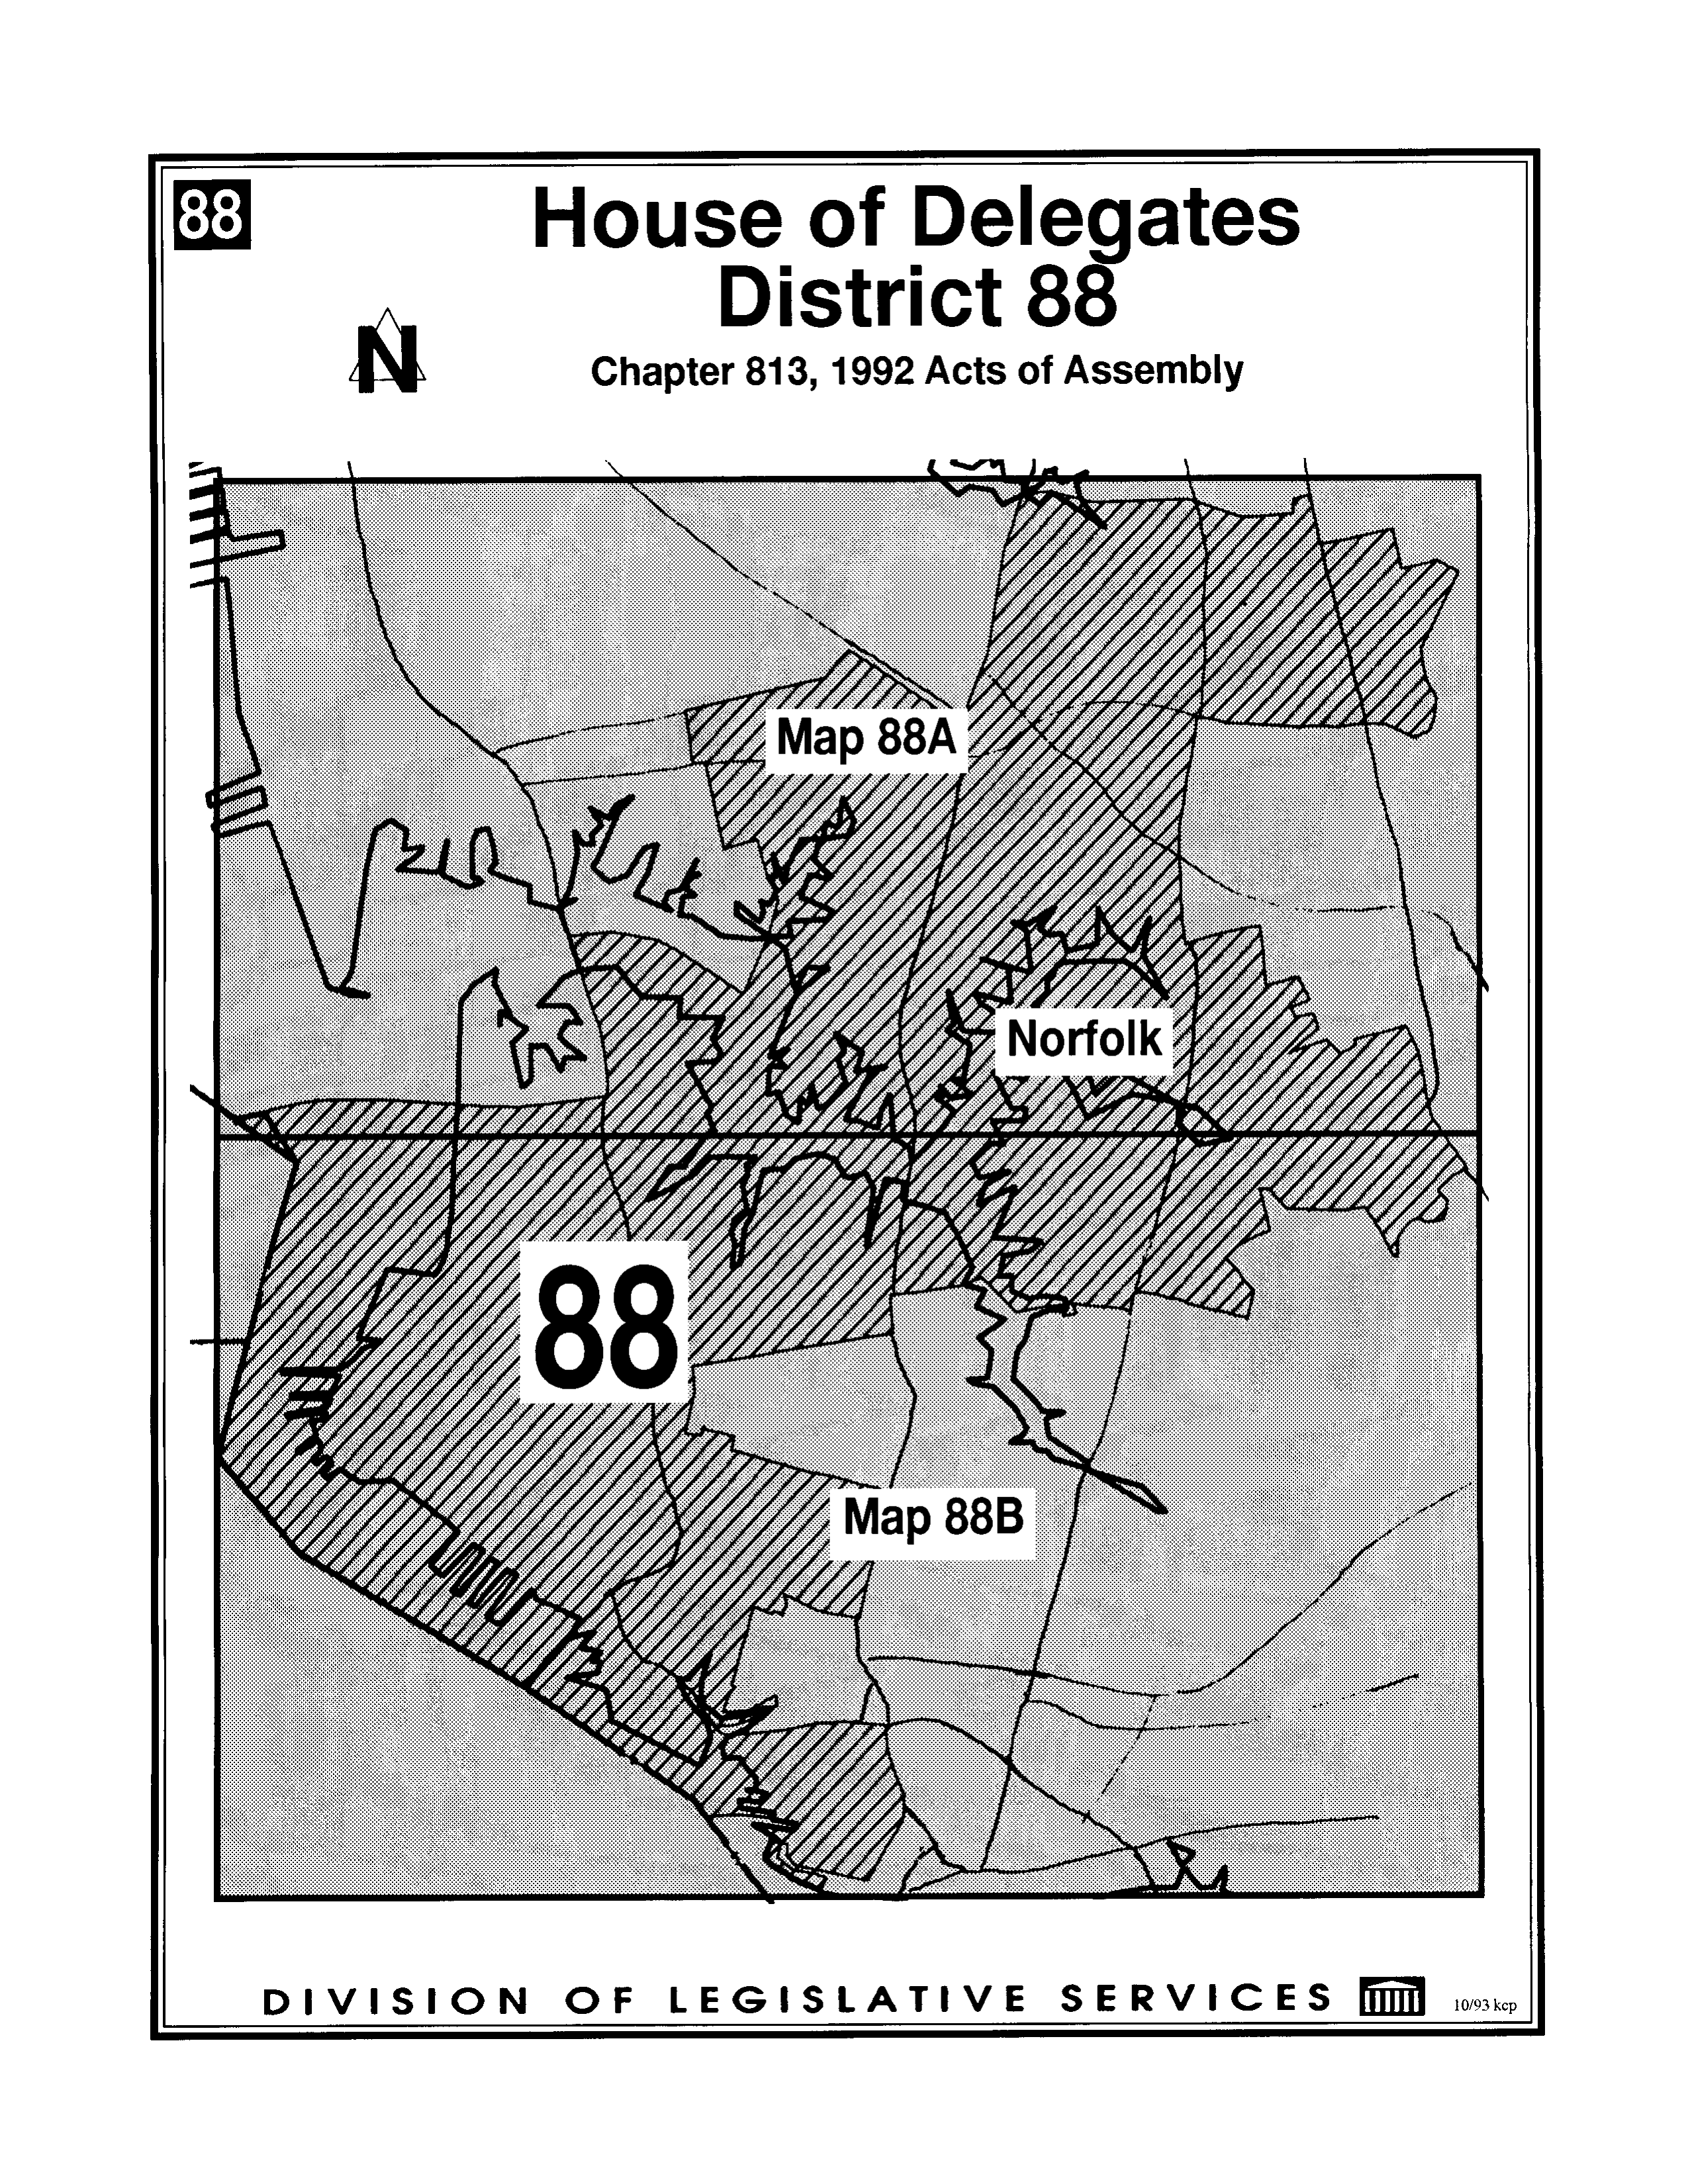 88
House of Delegates
District 88
N
Chapter 813, 1992 Acts of Assembly
Map 88A
Norfolk
88
Map 88B
DIVISION OF LEGISLATIVE SERVICES
10/93 kcp